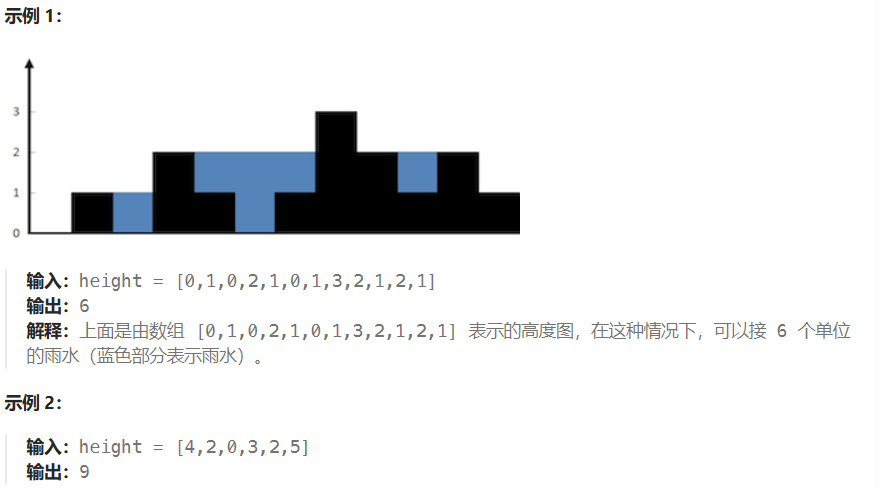 示例 1：
3
2
1
0
输入：height = [0,1,0,2,1,0,1,3,2,1,2,1]
输出：6
解释：上面是由数组 [0,1,0,2,1,0,1,3,2,1,2,1] 表示的高度图，在这种情况下，可以接 6 个单位
的雨水（蓝色部分表示雨水）。
示例 2：
输入：height = [4,2,0,3,2,5]
输出：9